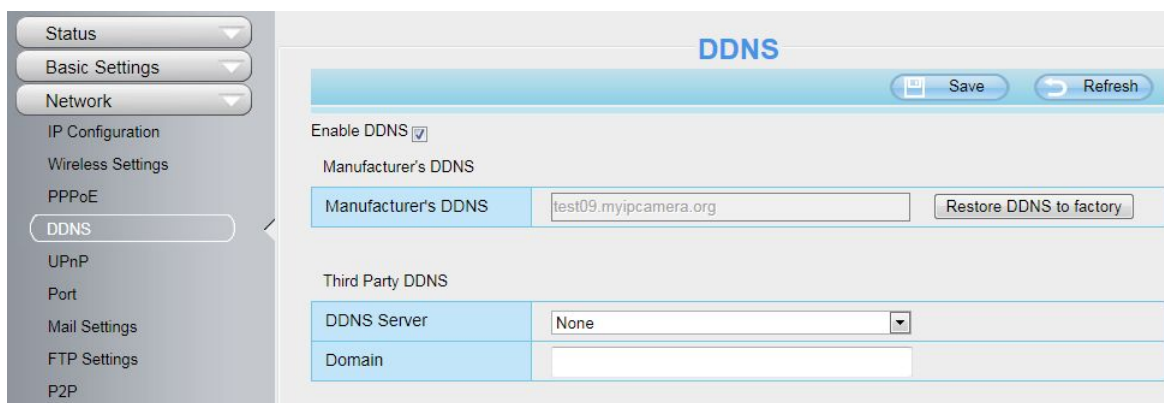 Status
Basic Settings
Network
IP Configuration
Wireless Settings
PPPoE
DDNS
UPnP
Port
Mail Settings
FTP Settings
P2P
DDNS
Save Refresh
Enable DDNS
Manufacturer's DDNS
Manufacturer's DDNS test09.myipcamera.org Restore DDNS to factory
Third Party DDNS
DDNS Server None
Domain